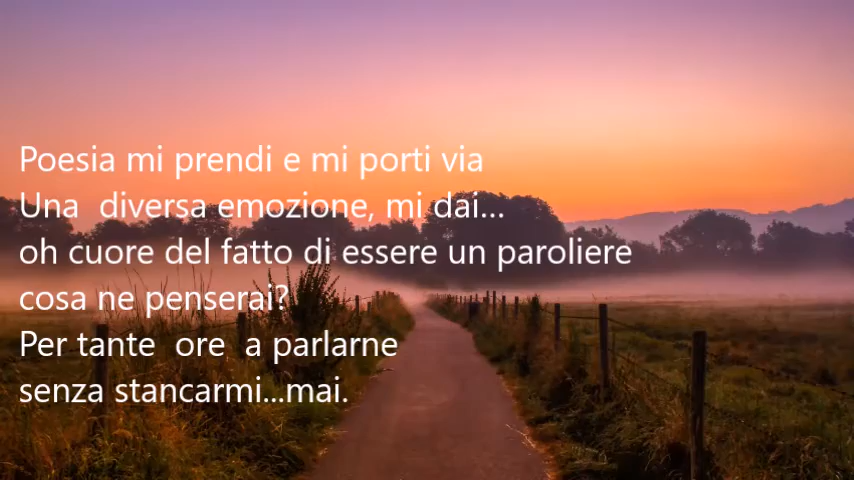 Poesia mi prendi e mi porti via
Una  diversa emozione, mi dai...
oh cuore del fatto di essere un paroliere
cosa ne penserai?
Per tante  ore  a parlarne
senza stancarmi...mai.